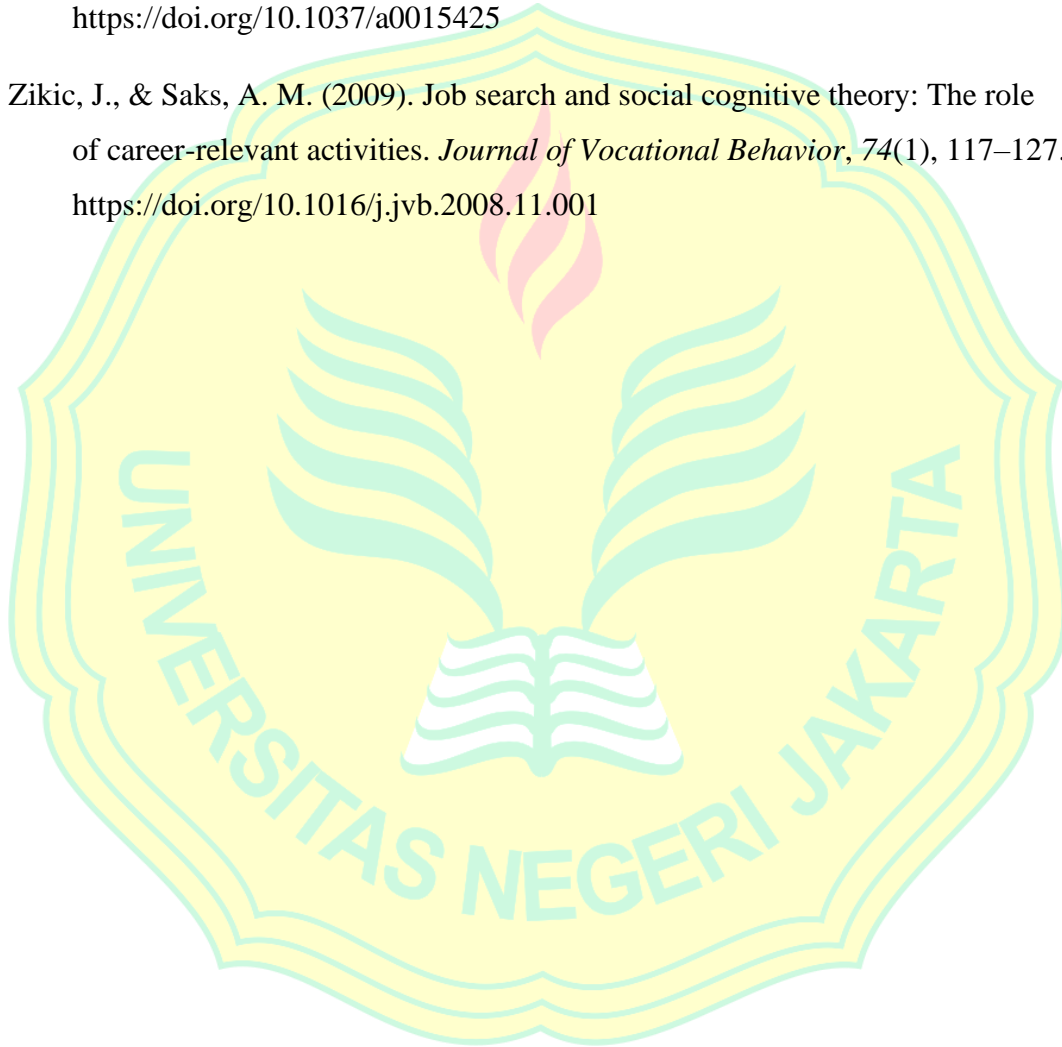 https://doi.org/10.1037/a0015425
Zikic, J., & Saks, A. M. (2009). Job search and social cognitive theory: The role
of career-relevant activities. Journal of Vocational Behavior, 74(1), 117–127.
https://doi.org/10.1016/j.jvb.2008.11.001
UNIVERSITAS NEGERI JAKARTA